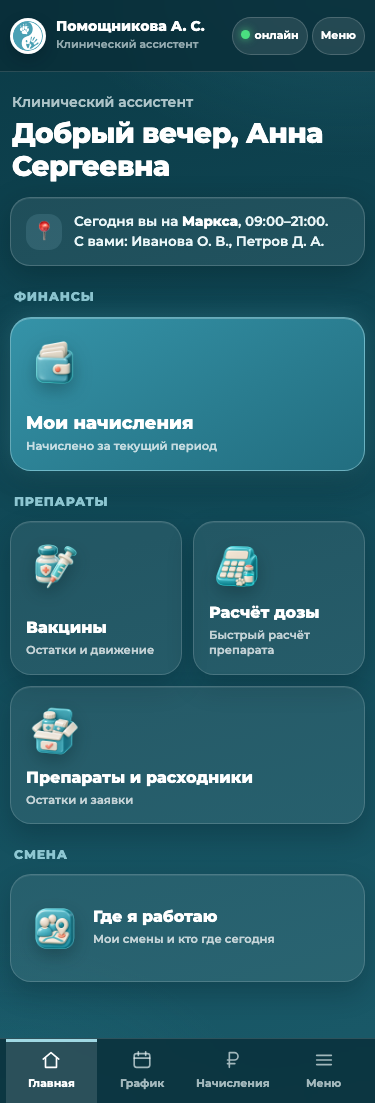 Помощникова А. С.
Клинический ассистент
онлайн
Меню
Клинический ассистент
Добрый вечер, Анна
Сергеевна
Сегодня вы на Маркса, 09:00–21:00.
С вами: Иванова О. В., Петров Д. А.
ФИНАНСЫ
Мои начисления
Начислено за текущий период
ПРЕПАРАТЫ
Вакцины
Остатки и движение
Расчёт дозы
Быстрый расчёт
препарата
Препараты и расходники
Остатки и заявки
СМЕНА
Где я работаю
Мои смены и кто где сегодня
Главная
График
Начисления
Меню